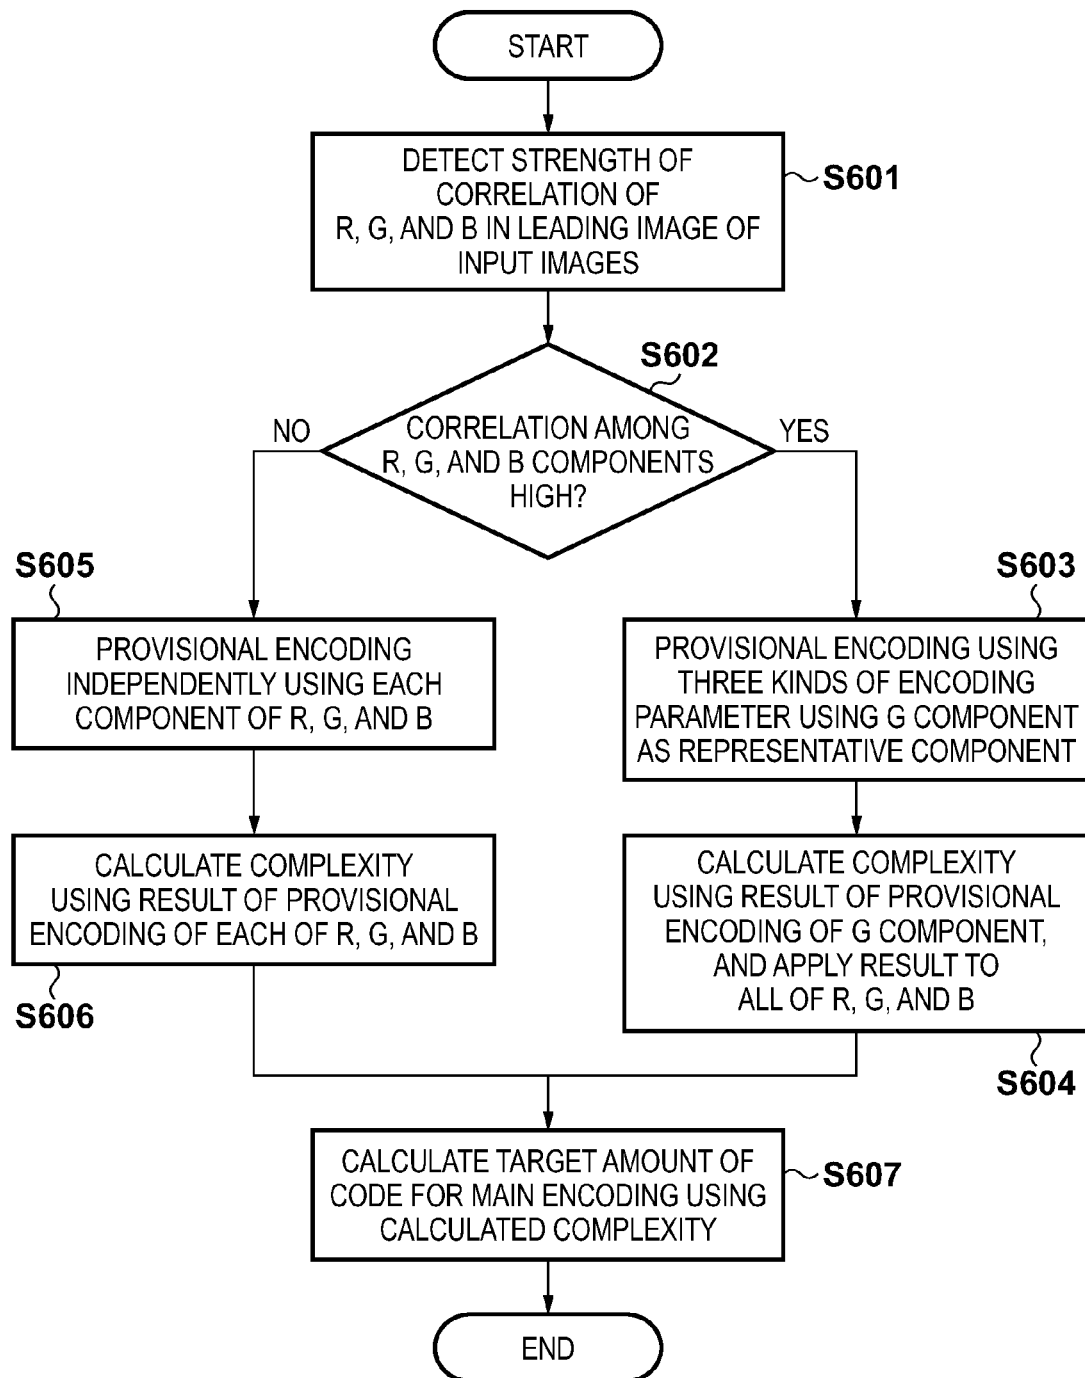 START
DETECT STRENGTH OF
CORRELATION OF
R, G, AND B IN LEADING IMAGE OF
INPUT IMAGES
S601
S602
CORRELATION AMONG
R, G, AND B COMPONENTS
HIGH?
NO
YES
S605
PROVISIONAL ENCODING
INDEPENDENTLY USING EACH
COMPONENT OF R, G, AND B
S603
PROVISIONAL ENCODING USING
THREE KINDS OF ENCODING
PARAMETER USING G COMPONENT
AS REPRESENTATIVE COMPONENT
CALCULATE COMPLEXITY
USING RESULT OF PROVISIONAL
ENCODING OF EACH OF R, G, AND B
S606
CALCULATE COMPLEXITY
USING RESULT OF PROVISIONAL
ENCODING OF G COMPONENT,
AND APPLY RESULT TO
ALL OF R, G, AND B
S604
CALCULATE TARGET AMOUNT OF
CODE FOR MAIN ENCODING USING
CALCULATED COMPLEXITY
S607
END